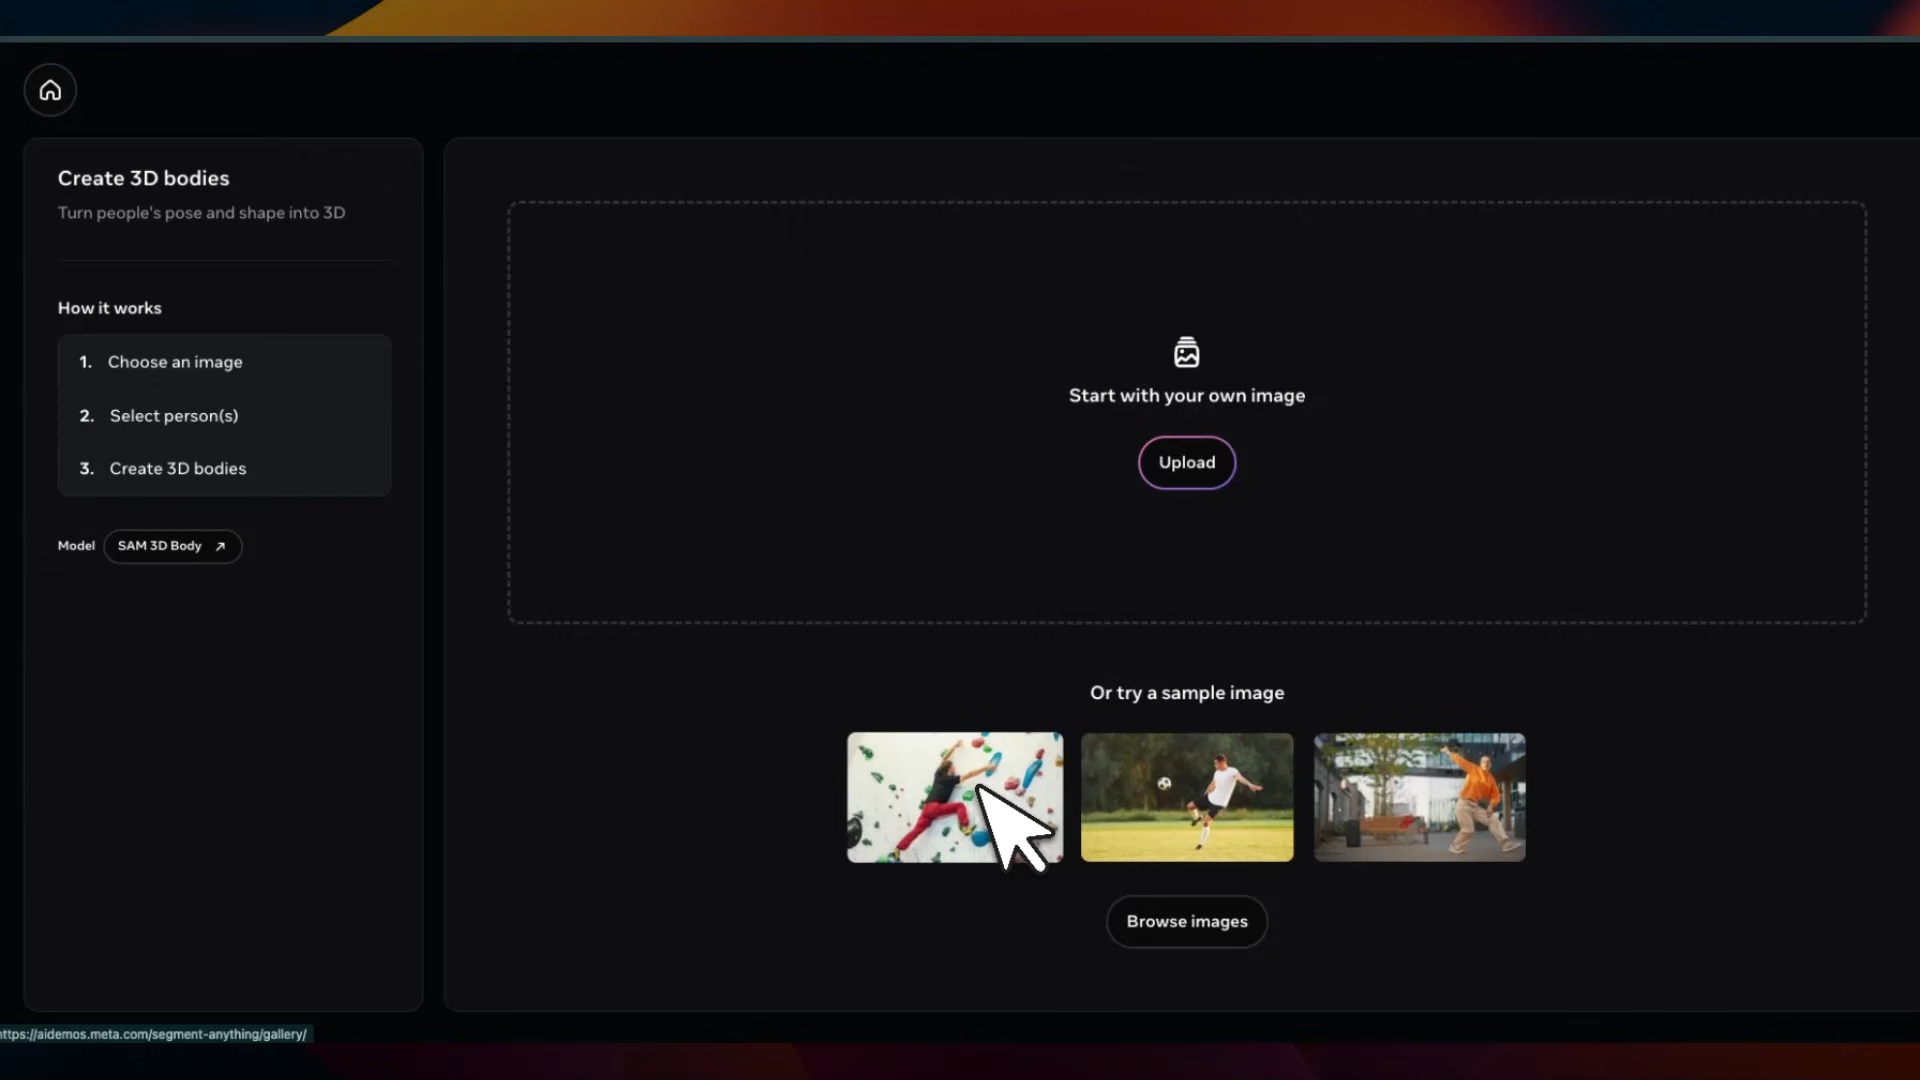 Create 3D bodies
Turn people's pose and shape into 3D
How it works
1. Choose an image
2. Select person(s)
3. Create 3D bodies
Model SAM 3D Body
Start with your own image
Upload
Or try a sample image
Browse images
https://aidemos.meta.com/segment-anything/gallery/